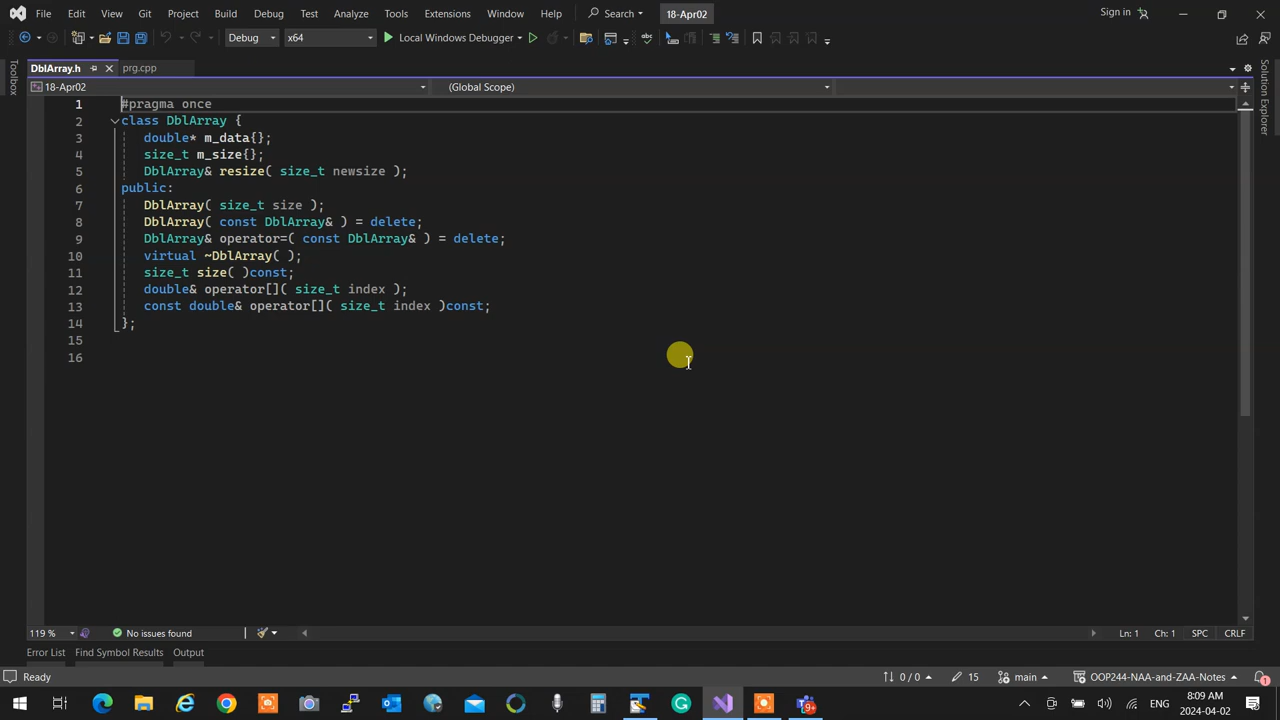 File Edit View Git Project Build Debug Test Analyze Tools Extensions Window Help Search 18-Apr02 Sign in
Debug x64 Local Windows Debugger
Toolbox
DblArray.h prg.cpp
18-Apr02 (Global Scope)
Solution Explorer
1 #pragma once
2 class DblArray {
3 double* m_data{};
4 size_t m_size{};
5 DblArray& resize( size_t newsize );
6 public:
7 DblArray( size_t size );
8 DblArray( const DblArray& ) = delete;
9 DblArray& operator=( const DblArray& ) = delete;
10 virtual ~DblArray( );
11 size_t size( )const;
12 double& operator[]( size_t index );
13 const double& operator[]( size_t index )const;
14 };
15
16
119 % No issues found Ln: 1 Ch: 1 SPC CRLF
Error List Find Symbol Results Output
Ready 0 / 0 15 main OOP244-NAA-and-ZAA-Notes 1
9+ ENG 8:09 AM
2024-04-02